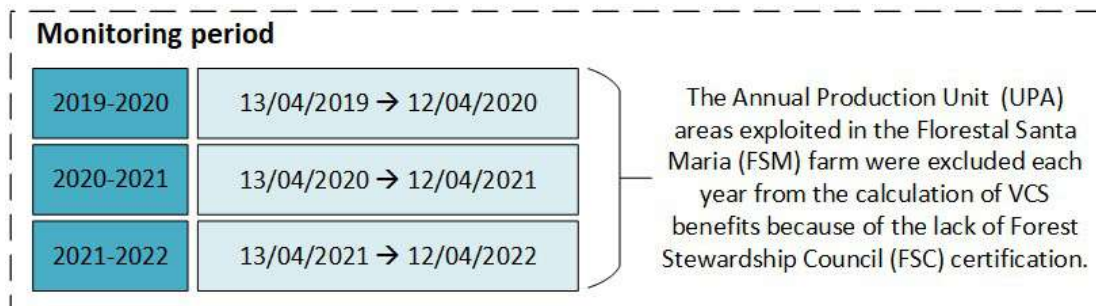 Monitoring period
2019-2020
13/04/2019 → 12/04/2020
2020-2021
13/04/2020 → 12/04/2021
2021-2022
13/04/2021 → 12/04/2022
The Annual Production Unit (UPA)
areas exploited in the Florestal Santa
Maria (FSM) farm were excluded each
year from the calculation of VCS
benefits because of the lack of Forest
Stewardship Council (FSC) certification.